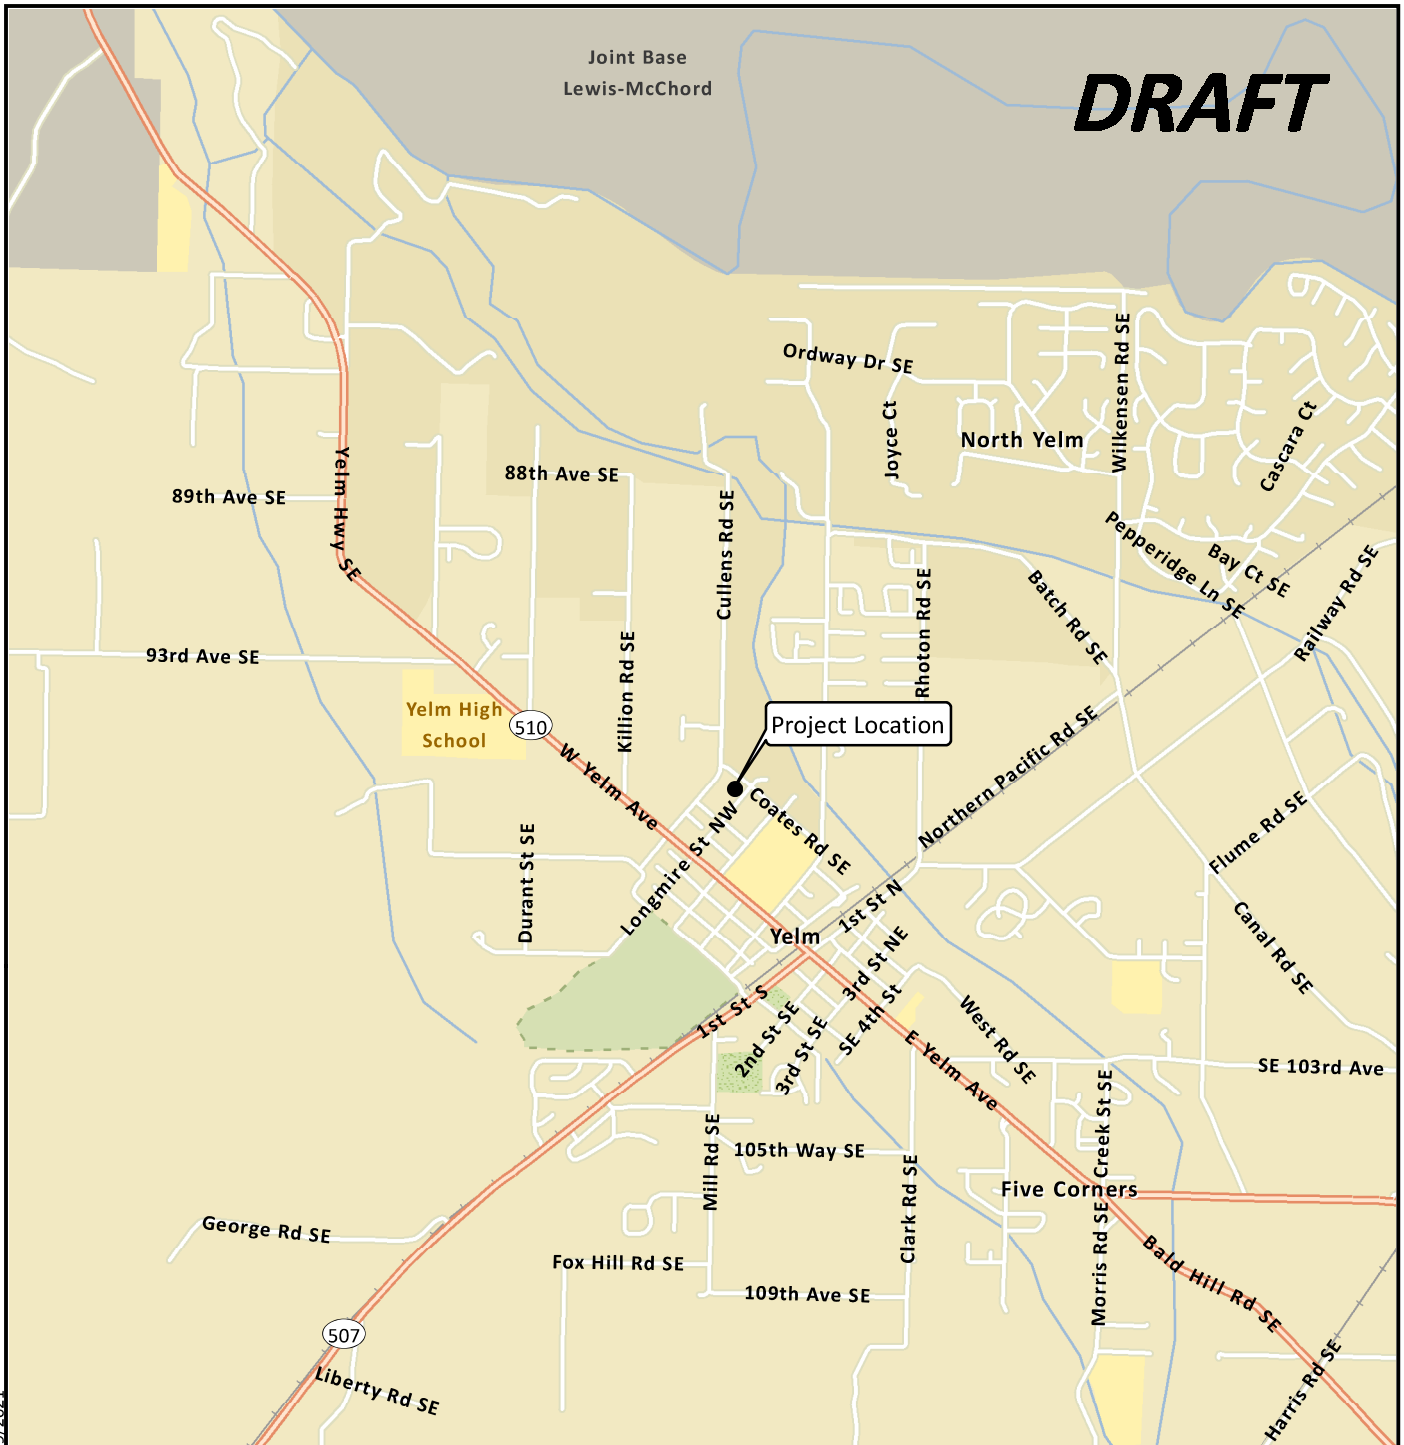 Joint Base
Lewis-McChord
DRAFT
Ordway Dr SE
Wilkensen Rd SE
Joyce Ct
North Yelm
Cascara Ct
Yelm Hwy SE
88th Ave SE
89th Ave SE
Cullens Rd SE
Pepperidge Ln SE
Bay Ct SE
Railway Rd SE
Batch Rd SE
Rhoton Rd SE
93rd Ave SE
Killion Rd SE
Yelm High
School
510
Project Location
W Yelm Ave
Northern Pacific Rd SE
Coates Rd SE
Longmire St NW
Flume Rd SE
Durant St SE
1st St N
Yelm
Canal Rd SE
3rd St NE
SE 4th St
1st St S
2nd St SE
3rd St SE
West Rd SE
E Yelm Ave
SE 103rd Ave
Creek St SE
Mill Rd SE
105th Way SE
Clark Rd SE
Five Corners
George Rd SE
Morris Rd SE
Bald Hill Rd SE
Fox Hill Rd SE
109th Ave SE
507
Liberty Rd SE
Harris Rd SE